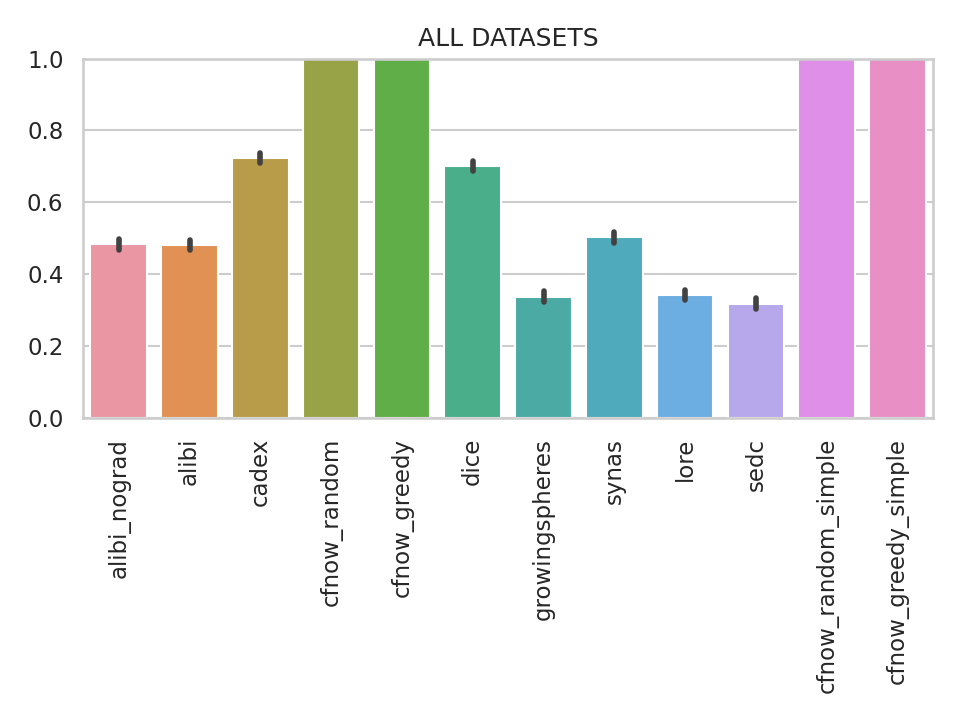 ALL DATASETS
1.0
0.8
0.6
0.4
0.2
0.0
alibi_nograd
alibi
cadex
cfnow_random
cfnow_greedy
dice
growingspheres
synas
lore
sedc
cfnow_random_simple
cfnow_greedy_simple